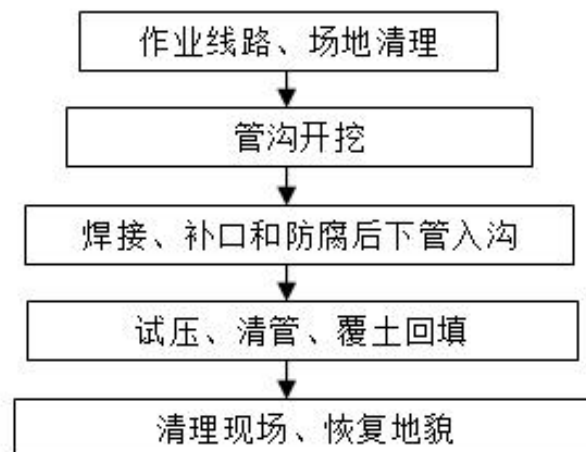 作业线路、场地清理
管沟开挖
焊接、补口和防腐后下管入沟
试压、清管、覆土回填
清理现场、恢复地貌